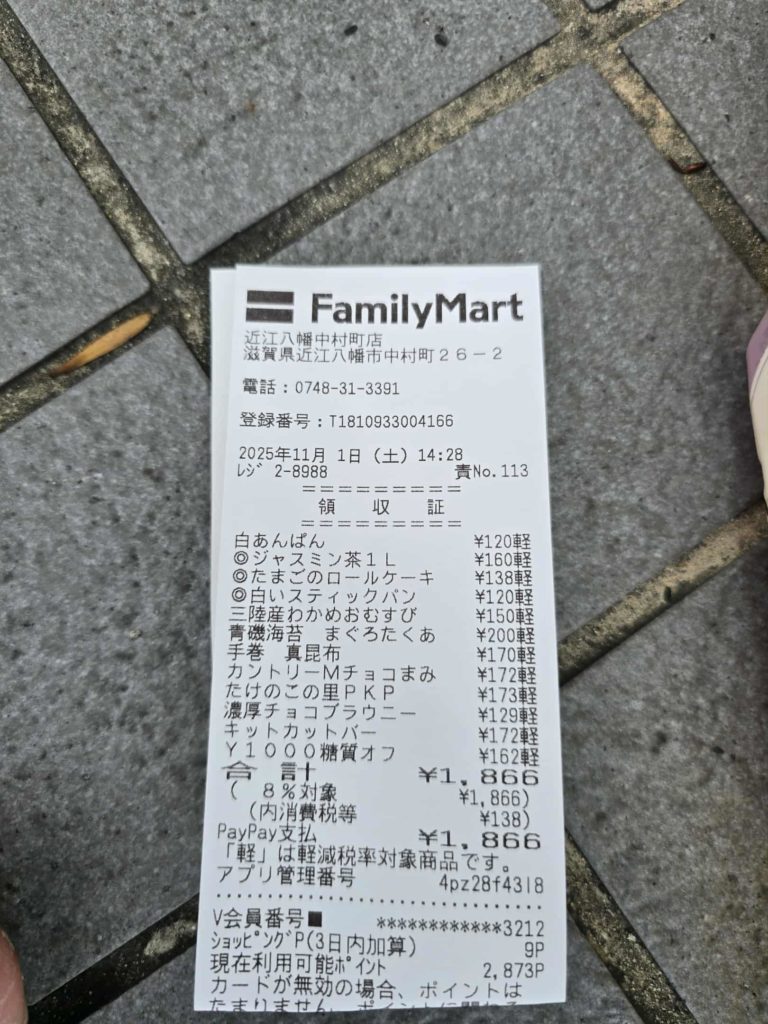 FamilyMart
近江八幡中村町店
滋賀県近江八幡市中村町26-2
電話:0748-31-3391
登録番号:T1810933004166
2025年11月 1日(土)14:28
レジ 2-8988 責No.113
=========
領 収 証
=========
白あんぱん ¥120軽
◎ジャスミン茶1L ¥160軽
◎たまごのロールケーキ ¥138軽
◎白いスティックパン ¥120軽
三陸産わかめおむすび ¥150軽
青磯海苔 まぐろたくあ ¥200軽
手巻 真昆布 ¥170軽
カントリーMチョコまみ ¥172軽
たけのこの里PKP ¥173軽
濃厚チョコブラウニー ¥129軽
キットカットバー ¥172軽
Y1000糖質オフ ¥162軽
合 計 ¥1,866
( 8%対象 ¥1,866)
(内消費税等 ¥138)
PayPay支払 ¥1,866
「軽」は軽減税率対象商品です。
アプリ管理番号 4pz28f43l8
V会員番号■ ************3212
ショッピングP(3日内加算) 9P
現在利用可能ポイント 2,873P
カードが無効の場合、ポイントは
たまりません。ポイントに関わる